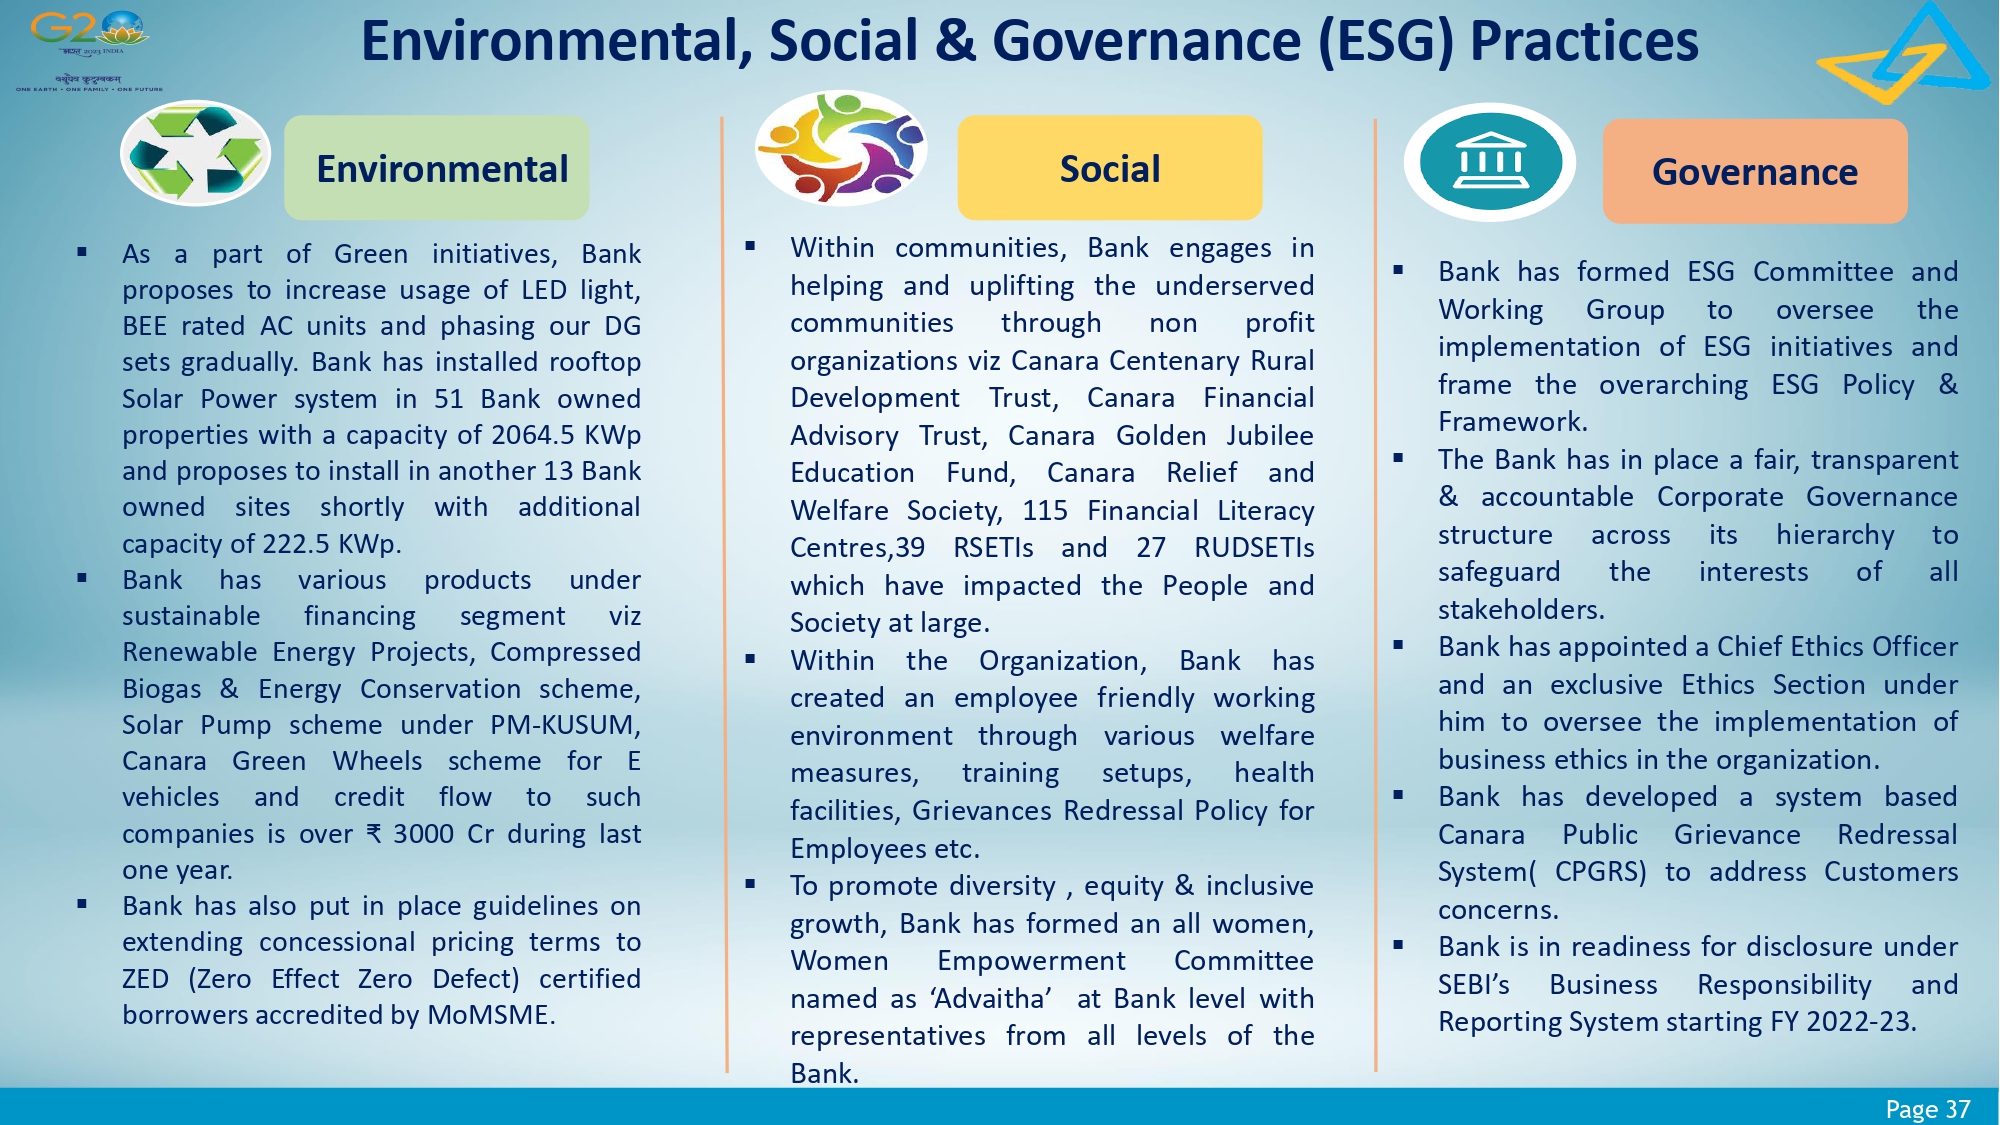 G20
भारत 2023 INDIA
वसुधैव कुटुम्बकम्
ONE EARTH • ONE FAMILY • ONE FUTURE
Environmental, Social & Governance (ESG) Practices
Environmental
▪ As a part of Green initiatives, Bank
proposes to increase usage of LED light,
BEE rated AC units and phasing our DG
sets gradually. Bank has installed rooftop
Solar Power system in 51 Bank owned
properties with a capacity of 2064.5 KWp
and proposes to install in another 13 Bank
owned sites shortly with additional
capacity of 222.5 KWp.
▪ Bank has various products under
sustainable financing segment viz
Renewable Energy Projects, Compressed
Biogas & Energy Conservation scheme,
Solar Pump scheme under PM-KUSUM,
Canara Green Wheels scheme for E
vehicles and credit flow to such
companies is over ₹ 3000 Cr during last
one year.
▪ Bank has also put in place guidelines on
extending concessional pricing terms to
ZED (Zero Effect Zero Defect) certified
borrowers accredited by MoMSME.
Social
▪ Within communities, Bank engages in
helping and uplifting the underserved
communities through non profit
organizations viz Canara Centenary Rural
Development Trust, Canara Financial
Advisory Trust, Canara Golden Jubilee
Education Fund, Canara Relief and
Welfare Society, 115 Financial Literacy
Centres,39 RSETIs and 27 RUDSETIs
which have impacted the People and
Society at large.
▪ Within the Organization, Bank has
created an employee friendly working
environment through various welfare
measures, training setups, health
facilities, Grievances Redressal Policy for
Employees etc.
▪ To promote diversity , equity & inclusive
growth, Bank has formed an all women,
Women Empowerment Committee
named as ‘Advaitha’ at Bank level with
representatives from all levels of the
Bank.
Governance
▪ Bank has formed ESG Committee and
Working Group to oversee the
implementation of ESG initiatives and
frame the overarching ESG Policy &
Framework.
▪ The Bank has in place a fair, transparent
& accountable Corporate Governance
structure across its hierarchy to
safeguard the interests of all
stakeholders.
▪ Bank has appointed a Chief Ethics Officer
and an exclusive Ethics Section under
him to oversee the implementation of
business ethics in the organization.
▪ Bank has developed a system based
Canara Public Grievance Redressal
System( CPGRS) to address Customers
concerns.
▪ Bank is in readiness for disclosure under
SEBI’s Business Responsibility and
Reporting System starting FY 2022-23.
Page 37